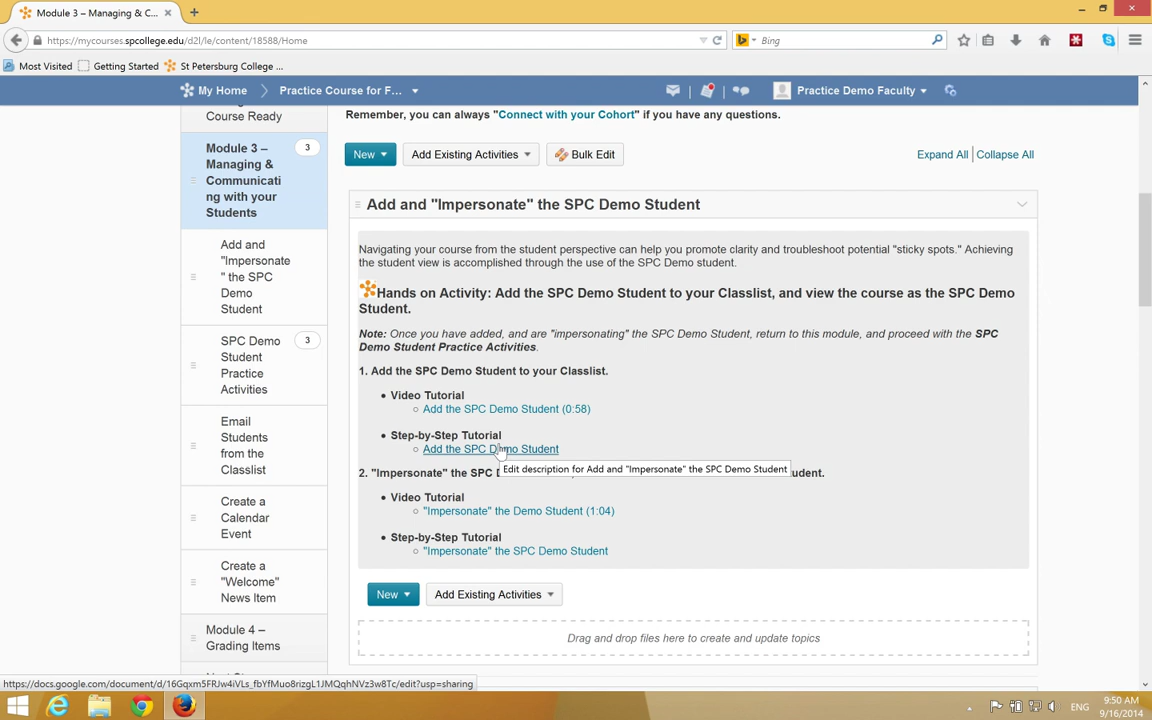 Module 3 – Managing & C...
https://mycourses.spcollege.edu/d2l/le/content/18588/Home
Bing
Most Visited
Getting Started
St Petersburg College ...
My Home
Practice Course for F...
Practice Demo Faculty
Course Ready
Module 3 –
Managing &
Communicati
ng with your
Students
3
Add and
"Impersonate
" the SPC
Demo
Student
SPC Demo
Student
Practice
Activities
3
Email
Students
from the
Classlist
Create a
Calendar
Event
Create a
"Welcome"
News Item
Module 4 –
Grading Items
Remember, you can always "Connect with your Cohort" if you have any questions.
New
Add Existing Activities
Bulk Edit
Expand All | Collapse All
Add and "Impersonate" the SPC Demo Student
Navigating your course from the student perspective can help you promote clarity and troubleshoot potential "sticky spots." Achieving
the student view is accomplished through the use of the SPC Demo student.
Hands on Activity: Add the SPC Demo Student to your Classlist, and view the course as the SPC Demo
Student.
Note: Once you have added, and are "impersonating" the SPC Demo Student, return to this module, and proceed with the SPC
Demo Student Practice Activities.
1. Add the SPC Demo Student to your Classlist.
Video Tutorial
Add the SPC Demo Student (0:58)
Step-by-Step Tutorial
Add the SPC Demo Student
Edit description for Add and "Impersonate" the SPC Demo Student
2. "Impersonate" the SPC D
udent.
Video Tutorial
"Impersonate" the Demo Student (1:04)
Step-by-Step Tutorial
"Impersonate" the SPC Demo Student
New
Add Existing Activities
Drag and drop files here to create and update topics
https://docs.google.com/document/d/16Gqxm5FRJw4iVLs_fbYfMuo8rizgL1JMQqhNVz3w8Tc/edit?usp=sharing
ENG
9:50 AM
9/16/2014